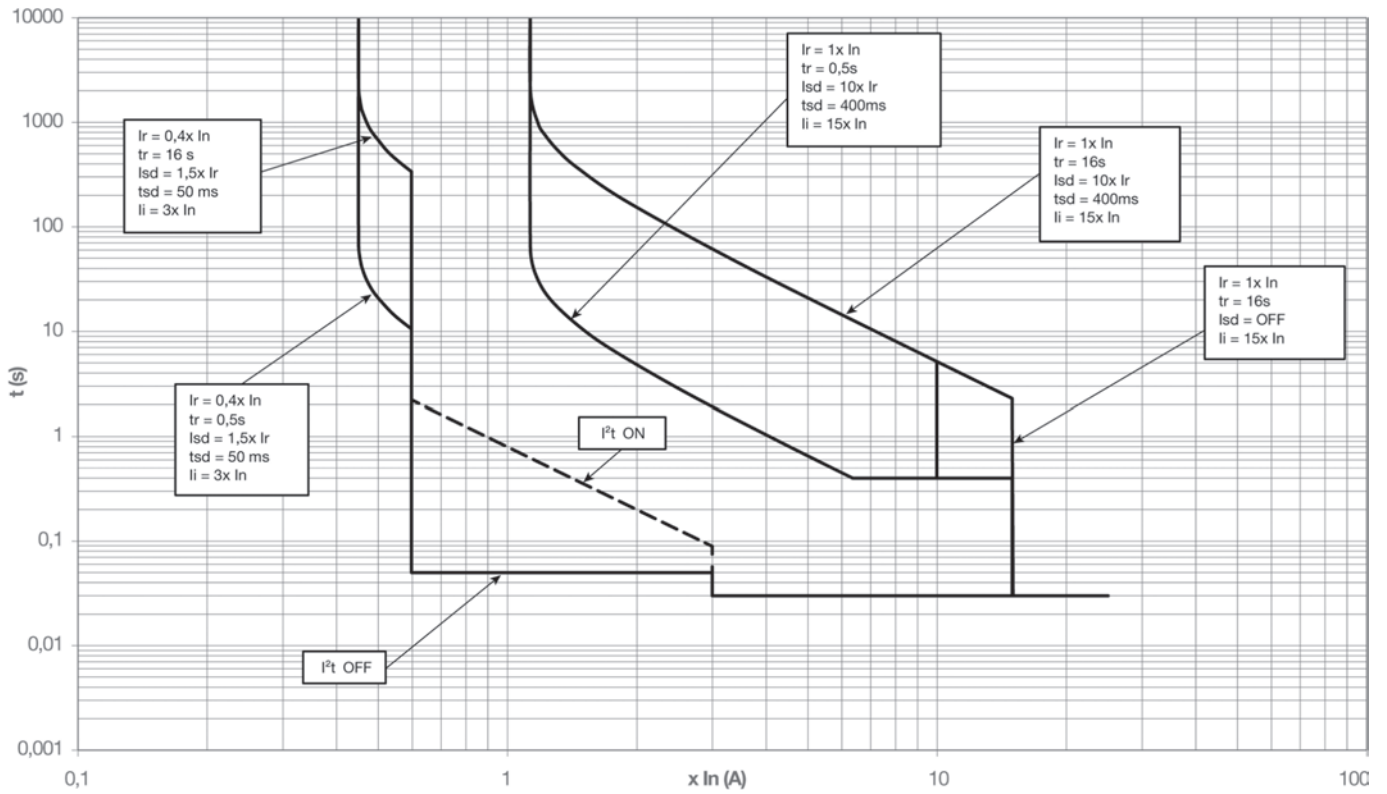 10000
1000
100
10
1
0,1
0,01
0,001
t (s)
Ir = 0,4x In
tr = 16 s
Isd = 1,5x Ir
tsd = 50 ms
Ii = 3x In
Ir = 1x In
tr = 0,5s
Isd = 10x Ir
tsd = 400ms
Ii = 15x In
Ir = 1x In
tr = 16s
Isd = 10x Ir
tsd = 400ms
Ii = 15x In
Ir = 1x In
tr = 16s
Isd = OFF
Ii = 15x In
Ir = 0,4x In
tr = 0,5s
Isd = 1,5x Ir
tsd = 50 ms
Ii = 3x In
I²t ON
I²t OFF
0,1
1
x In (A)
10
100